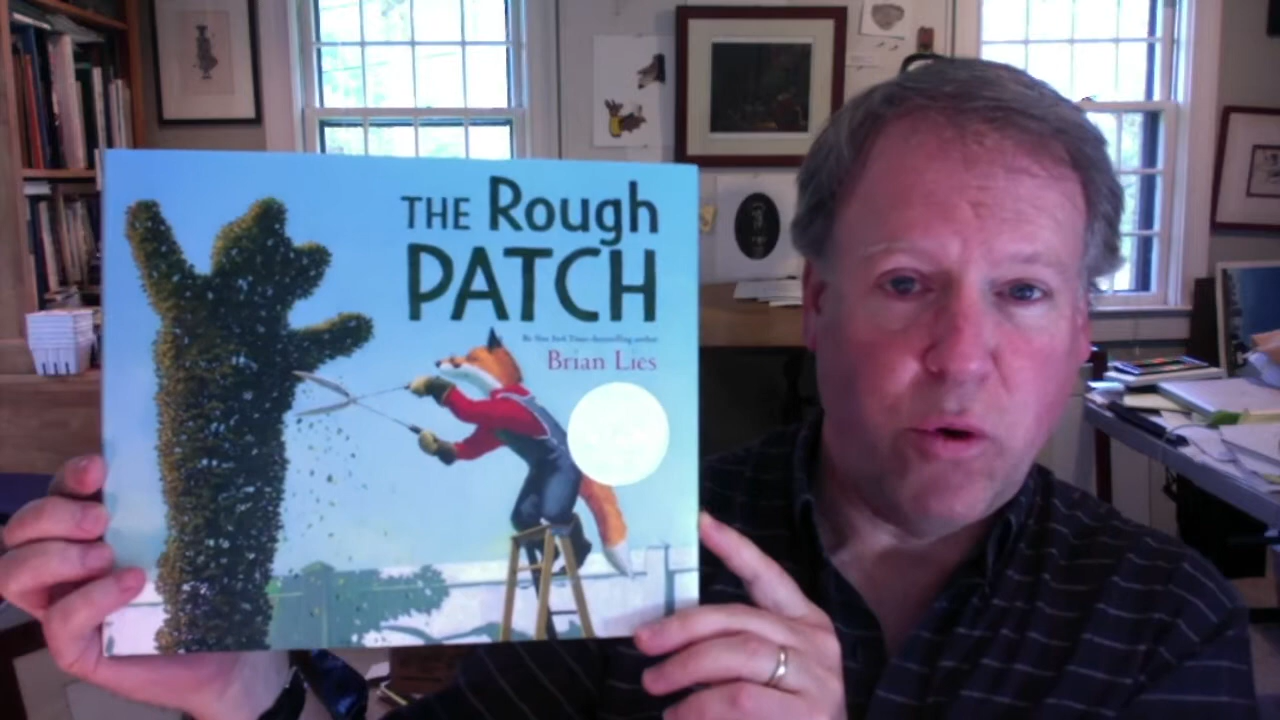 THE Rough
PATCH
By New York Times–bestselling author
Brian Lies